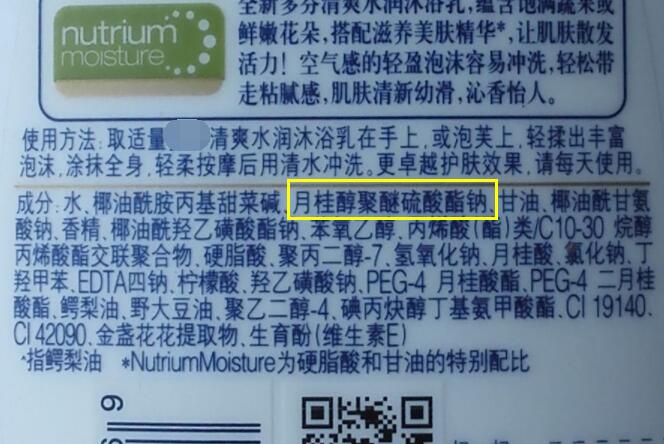 nutrium
moisture
全新多分清爽水润沐浴乳,蕴含饱满蔬果或
鲜嫩花朵,搭配滋养美肤精华*,让肌肤散发
活力!空气感的轻盈泡沫容易冲洗,轻松带
走粘腻感,肌肤清新幼滑,沁香怡人。
使用方法:取适量 清爽水润沐浴乳在手上,或泡芙上,轻揉出丰富
泡沫,涂抹全身,轻柔按摩后用清水冲洗。更卓越护肤效果,请每天使用。
成分:水、椰油酰胺丙基甜菜碱、月桂醇聚醚硫酸酯钠、甘油、椰油酰甘氨
酸钠、香精、椰油酰羟乙磺酸酯钠、苯氧乙醇、丙烯酸(酯)类/C10-30 烷醇
丙烯酸酯交联聚合物、硬脂酸、聚丙二醇-7、氢氧化钠、月桂酸、氯化钠、丁
羟甲苯、EDTA四钠、柠檬酸、羟乙磺酸钠、PEG-4 月桂酸酯、PEG-4 二月桂
酸酯、鳄梨油、野大豆油、聚乙二醇-4、碘丙炔醇丁基氨甲酸酯、CI 19140、
CI 42090、金盏花花提取物、生育酚(维生素E)
^指鳄梨油 *NutriumMoisture为硬脂酸和甘油的特别配比